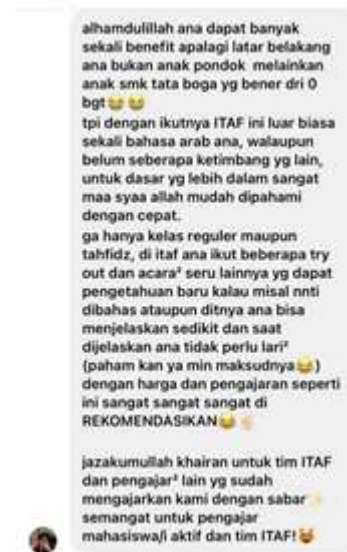 alhamdulillah ana dapat banyak
sekali benefit apalagi latar belakang
ana bukan anak pondok melainkan
anak smk tata boga yg bener dri 0
bgt😂😂
tpi dengan ikutnya ITAF ini luar biasa
sekali bahasa arab ana, walaupun
belum seberapa ketimbang yg lain,
untuk dasar yg lebih dalam sangat
maa syaa allah mudah dipahami
dengan cepat.
ga hanya kelas reguler maupun
tahfidz, di itaf ana ikut beberapa try
out dan acara² seru lainnya yg dapat
pengetahuan baru kalau misal nnti
dibahas ataupun ditnya ana bisa
menjelaskan sedikit dan saat
dijelaskan ana tidak perlu lari²
(paham kan ya min maksudnya😂)
dengan harga dan pengajaran seperti
ini sangat sangat sangat di
REKOMENDASIKAN
jazakumullah khairan untuk tim ITAF
dan pengajar² lain yg sudah
mengajarkan kami dengan sabar✨
semangat untuk pengajar
mahasiswa/i aktif dan tim ITAF!